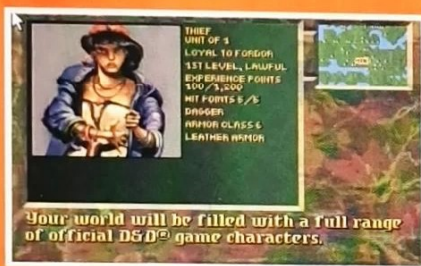 THIEF
UNIT OF 1
LOYAL TO FORDOR
1ST LEVEL, LAWFUL
EXPERIENCE POINTS
100/1,200
HIT POINTS 5/5
DAGGER
ARMOR CLASS 6
LEATHER ARMOR
Your world will be filled with a full range
of official D&D® game characters.